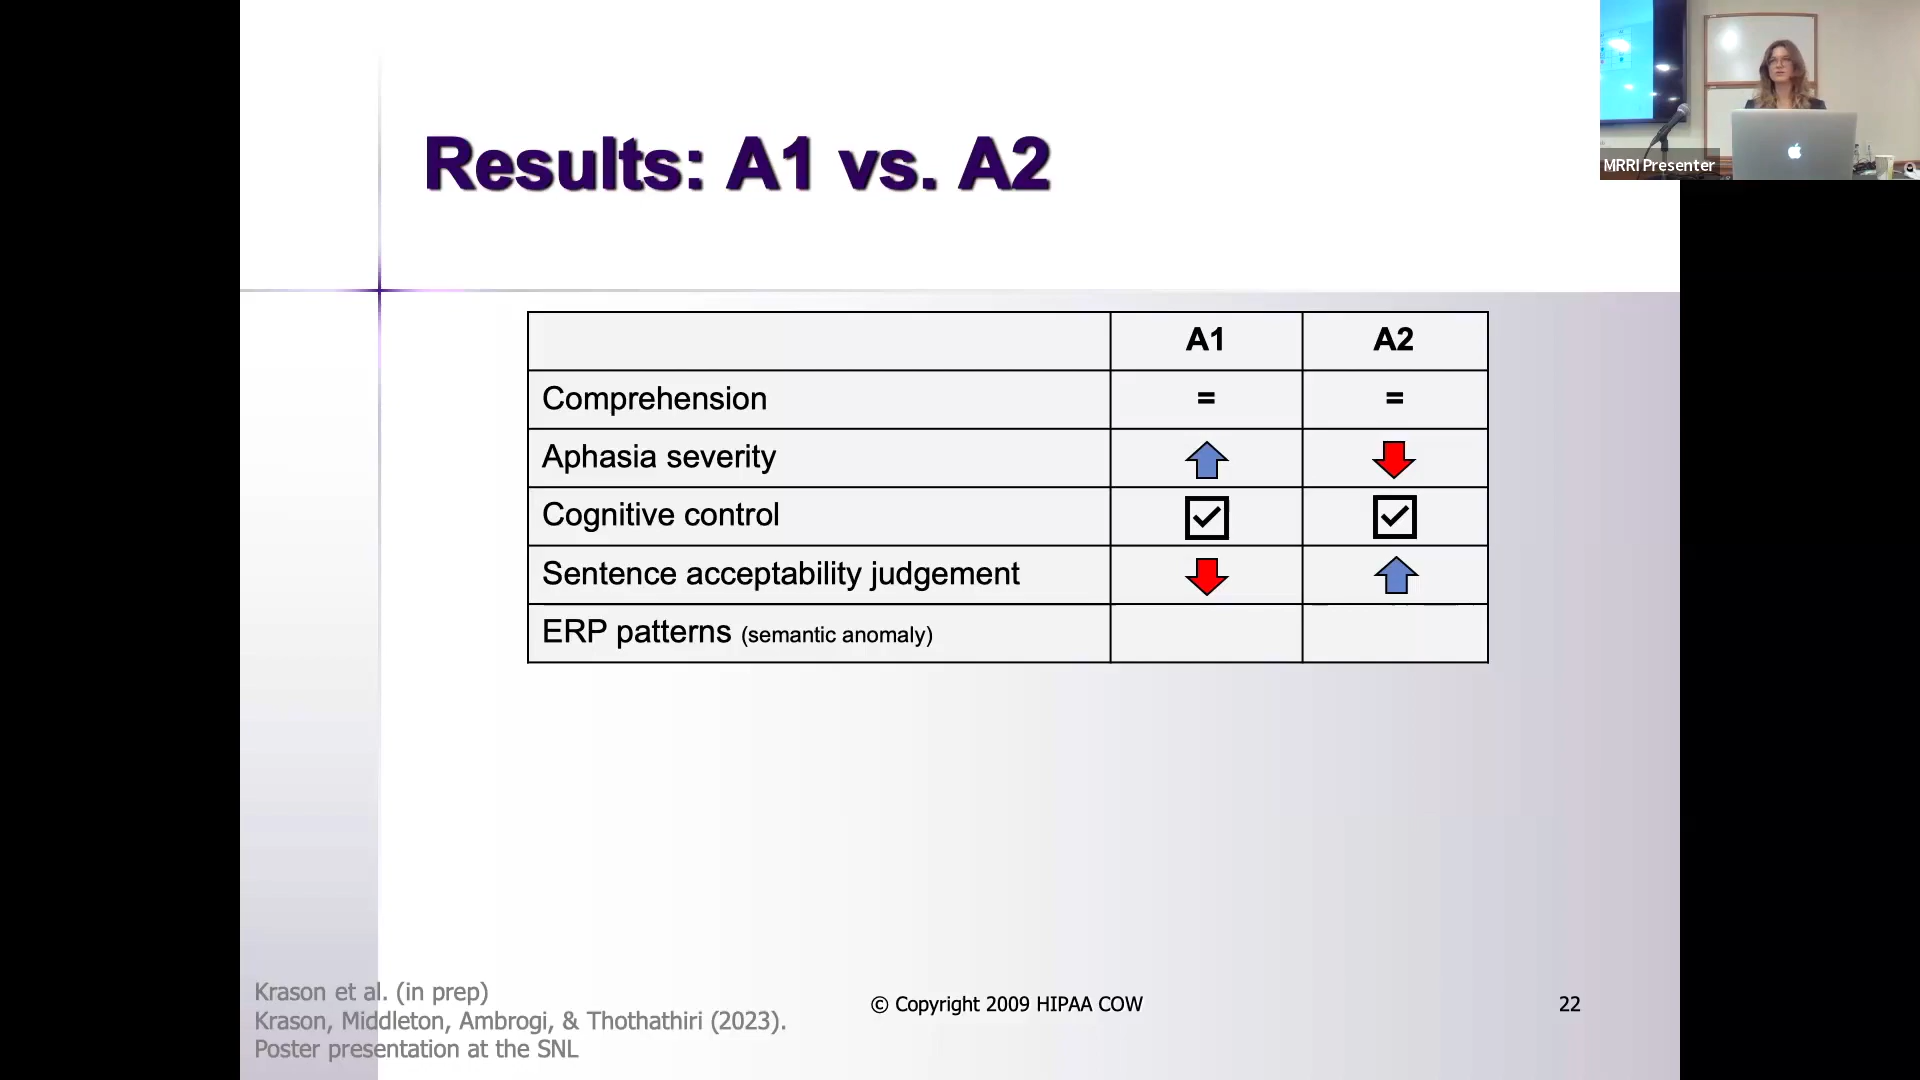 MRRI Presenter
Results: A1 vs. A2
A1 A2
Comprehension = =
Aphasia severity
Cognitive control
Sentence acceptability judgement
ERP patterns (semantic anomaly)
Krason et al. (in prep)
Krason, Middleton, Ambrogi, & Thothathiri (2023).
Poster presentation at the SNL
© Copyright 2009 HIPAA COW
22